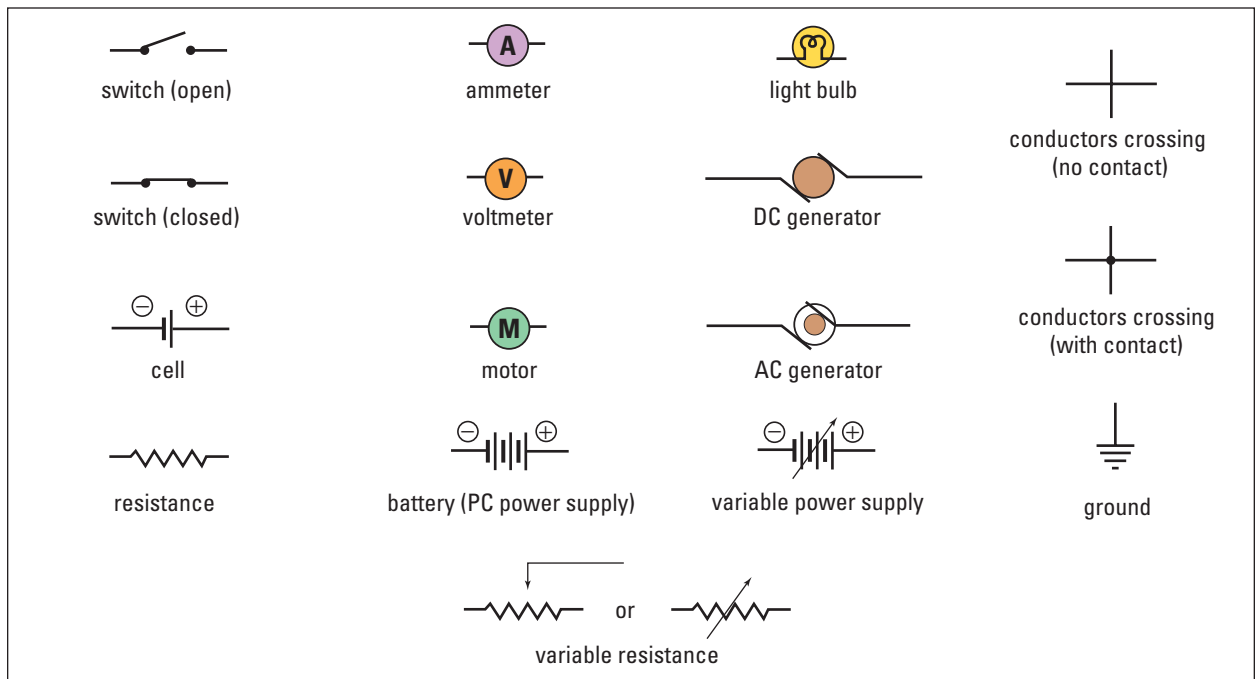 A
switch (open)
ammeter
light bulb
conductors crossing
(no contact)
V
switch (closed)
voltmeter
DC generator
− +
M
cell
motor
AC generator
conductors crossing
(with contact)
− +
− +
resistance
battery (PC power supply)
variable power supply
ground
or
variable resistance